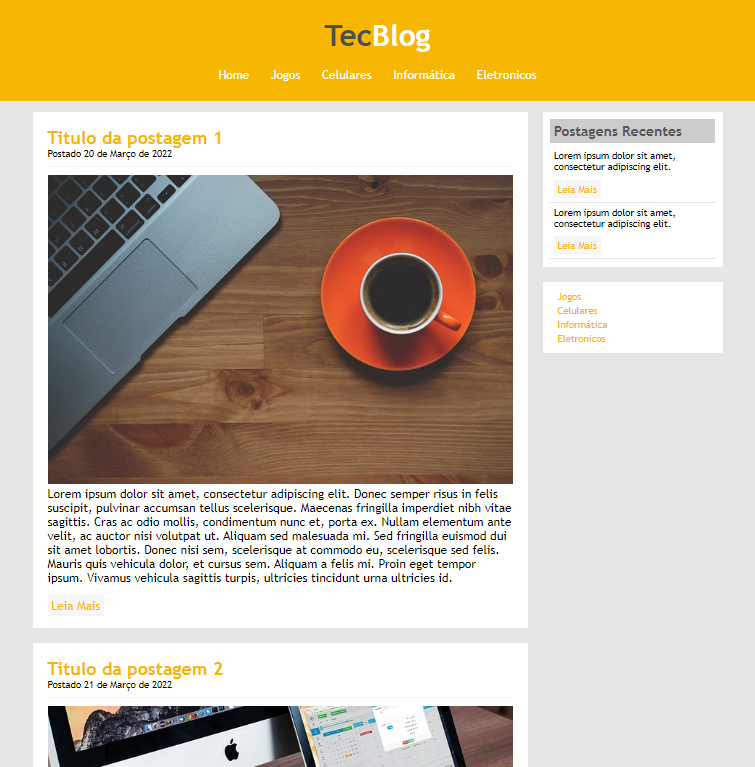 TecBlog
Home Jogos Celulares Informática Eletronicos
Titulo da postagem 1
Postado 20 de Março de 2022
Lorem ipsum dolor sit amet, consectetur adipiscing elit. Donec semper risus in felis
suscipit, pulvinar accumsan tellus scelerisque. Maecenas fringilla imperdiet nibh vitae
sagittis. Cras ac odio mollis, condimentum nunc et, porta ex. Nullam elementum ante
velit, ac auctor nisi volutpat ut. Aliquam sed malesuada mi. Sed fringilla euismod dui
sit amet lobortis. Donec nisi sem, scelerisque at commodo eu, scelerisque sed felis.
Mauris quis vehicula dolor, et cursus sem. Aliquam a felis mi. Proin eget tempor
ipsum. Vivamus vehicula sagittis turpis, ultricies tincidunt urna ultricies id.
Leia Mais
Titulo da postagem 2
Postado 21 de Março de 2022
Postagens Recentes
Lorem ipsum dolor sit amet,
consectetur adipiscing elit.
Leia Mais
Lorem ipsum dolor sit amet,
consectetur adipiscing elit.
Leia Mais
Jogos
Celulares
Informática
Eletronicos